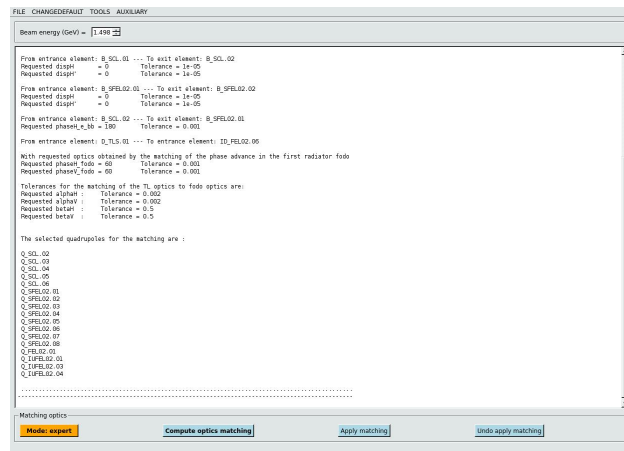 FILE CHANGEDEFAULT TOOLS AUXILIARY
Beam energy (GeV) = 1.498
From entrance element: B_SCL.01 --- To exit element: B_SCL.02
Requested dispH = 0 Tolerance = 1e-05
Requested dispH' = 0 Tolerance = 1e-05
From entrance element: B_SFEL02.01 --- To exit element: B_SFEL02.02
Requested dispH = 0 Tolerance = 1e-05
Requested dispH' = 0 Tolerance = 1e-05
From entrance element: B_SCL.02 --- To exit element: B_SFEL02.01
Requested phaseH_e_bb = 180 Tolerance = 0.001
From entrance element: D_TLS.01 --- To entrance element: ID_FEL02.06
With requested optics obtained by the matching of the phase advance in the first radiator fodo
Requested phaseH_fodo = 60 Tolerance = 0.001
Requested phaseV_fodo = 60 Tolerance = 0.001
Tolerances for the matching of the TL optics to fodo optics are:
Requested alphaH : Tolerance = 0.002
Requested alphaV : Tolerance = 0.002
Requested betaH : Tolerance = 0.5
Requested betaV : Tolerance = 0.5
The selected quadrupoles for the matching are :
Q_SCL.02
Q_SCL.03
Q_SCL.04
Q_SCL.05
Q_SCL.06
Q_SFEL02.01
Q_SFEL02.02
Q_SFEL02.03
Q_SFEL02.04
Q_SFEL02.05
Q_SFEL02.06
Q_SFEL02.07
Q_SFEL02.08
Q_FEL02.01
Q_IUFEL02.01
Q_IUFEL02.03
Q_IUFEL02.04
Matching optics
Mode: expert Compute optics matching Apply matching Undo apply matching